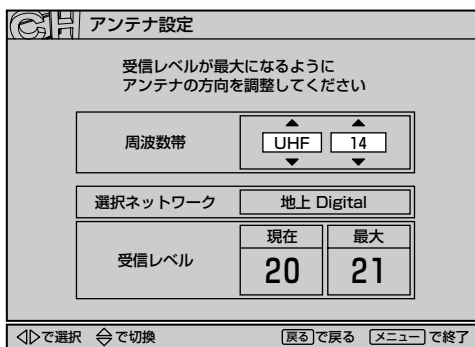 CH アンテナ設定
受信レベルが最大になるように
アンテナの方向を調整してください
周波数帯 UHF 14
選択ネットワーク 地上 Digital
受信レベル 現在 20 最大 21
で選択 で切換 戻るで戻る メニューで終了